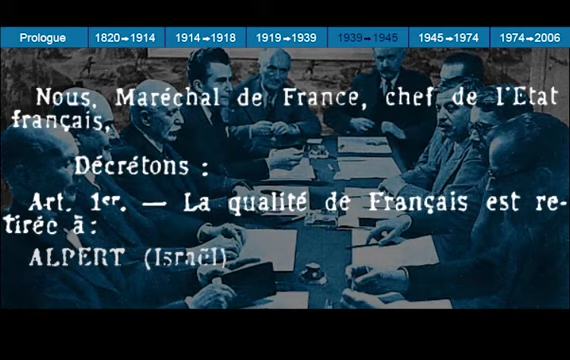 Prologue 1820➡1914 1914➡1918 1919➡1939 1939➡1945 1945➡1974 1974➡2006
Nous, Maréchal de France, chef de l'Etat
français,
Décrétons :
Art. 1er. — La qualité de Français est re-
tirée à :
ALPERT (Israël)